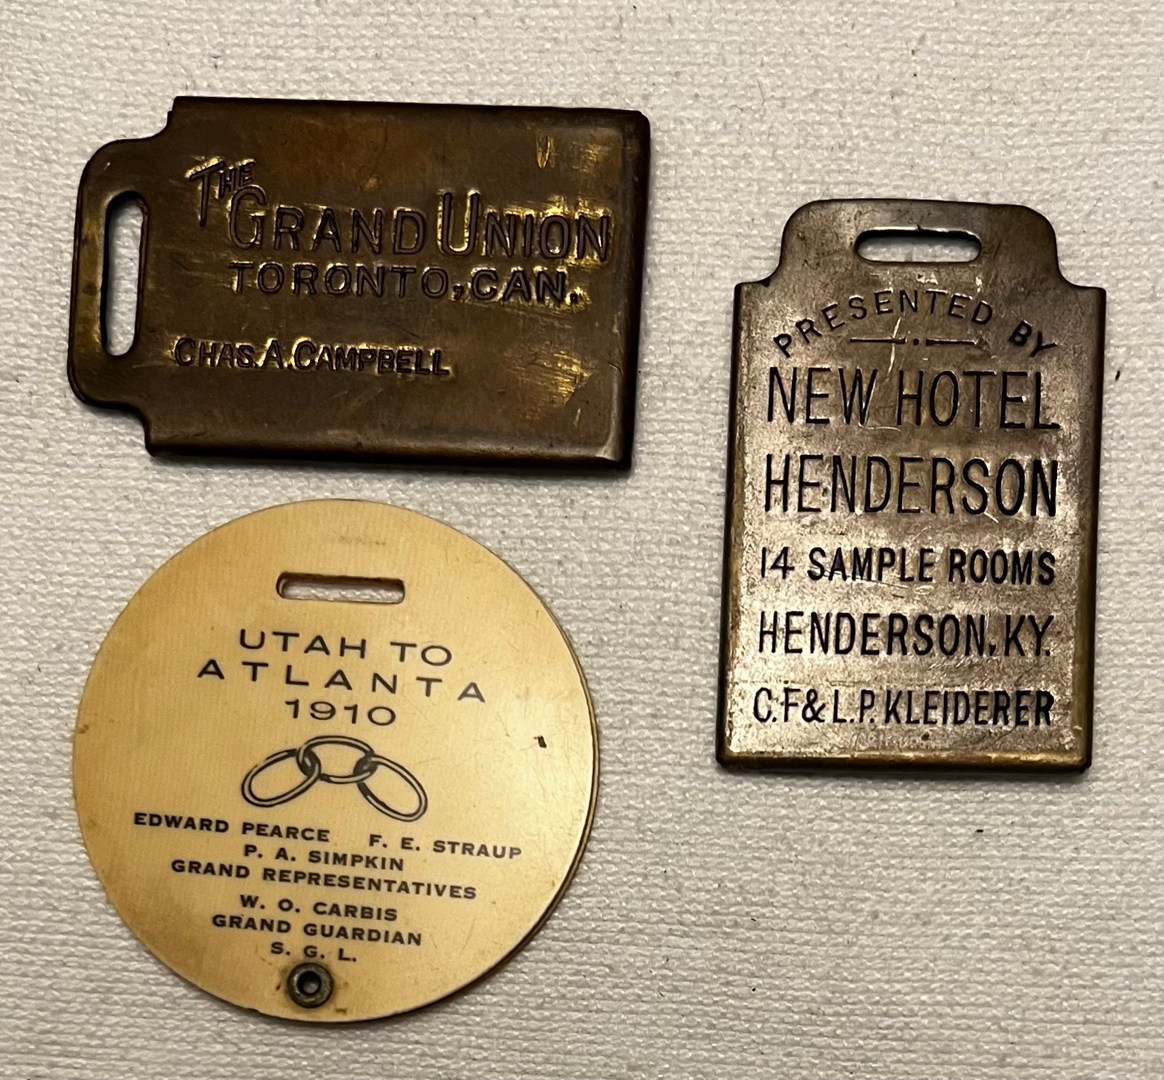 THE
GRAND UNION
TORONTO, CAN.
CHAS. A. CAMPBELL
PRESENTED BY
NEW HOTEL
HENDERSON
14 SAMPLE ROOMS
HENDERSON, KY.
C.F. & L.P. KLEIDERER
UTAH TO
ATLANTA
1910
EDWARD PEARCE F. E. STRAUP
P. A. SIMPKIN
GRAND REPRESENTATIVES
W. O. CARBIS
GRAND GUARDIAN
S. G. L.